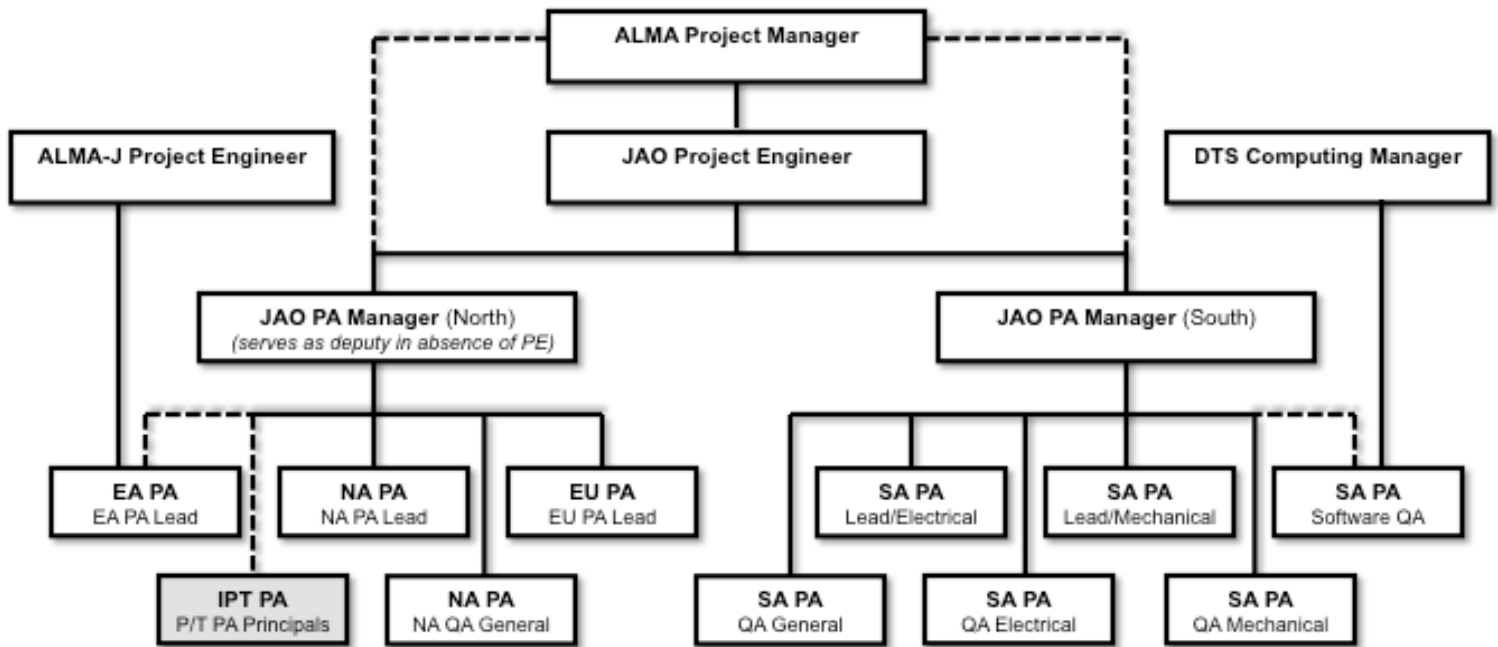 ALMA Project Manager
ALMA-J Project Engineer
JAO Project Engineer
DTS Computing Manager
JAO PA Manager (North)
(serves as deputy in absence of PE)
JAO PA Manager (South)
EA PA
EA PA Lead
NA PA
NA PA Lead
EU PA
EU PA Lead
SA PA
Lead/Electrical
SA PA
Lead/Mechanical
SA PA
Software QA
IPT PA
P/T PA Principals
NA PA
NA QA General
SA PA
QA General
SA PA
QA Electrical
SA PA
QA Mechanical